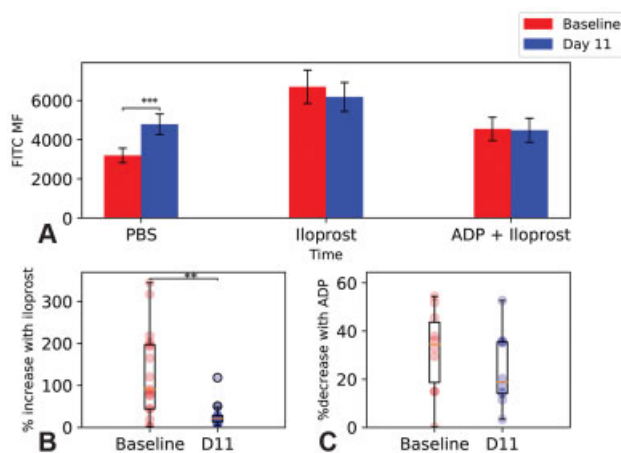 Baseline
Day 11
FITC MF
6000
4000
2000
0
***
PBS
Iloprost
ADP + Iloprost
Time
A
% increase with iloprost
300
200
100
0
**
Baseline
D11
B
%decrease with ADP
60
40
20
0
Baseline
D11
C